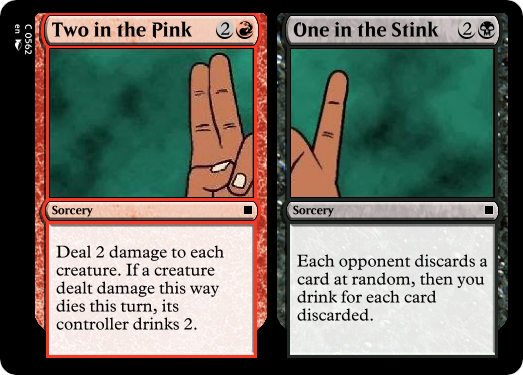 Two in the Pink 2
Sorcery
Deal 2 damage to each
creature. If a creature
dealt damage this way
dies this turn, its
controller drinks 2.
C 0562
en
One in the Stink 2
Sorcery
Each opponent discards a
card at random, then you
drink for each card
discarded.